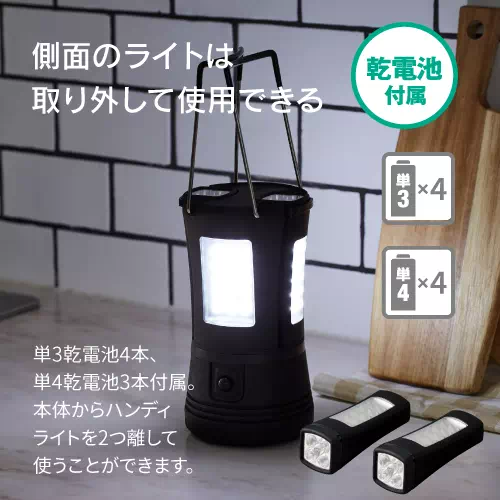 側面のライトは
取り外して使用できる
乾電池
付属
単3 ×4
単4 ×4
単3乾電池4本、
単4乾電池3本付属。
本体からハンディ
ライトを2つ離して
使うことができます。